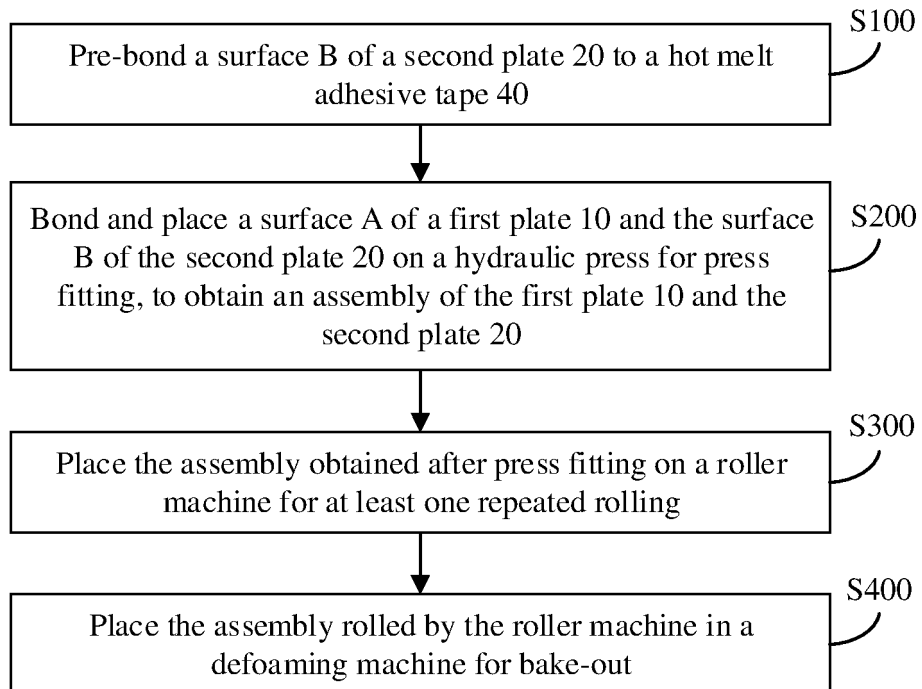 S100
Pre-bond a surface B of a second plate 20 to a hot melt
adhesive tape 40
S200
Bond and place a surface A of a first plate 10 and the surface
B of the second plate 20 on a hydraulic press for press
fitting, to obtain an assembly of the first plate 10 and the
second plate 20
S300
Place the assembly obtained after press fitting on a roller
machine for at least one repeated rolling
S400
Place the assembly rolled by the roller machine in a
defoaming machine for bake-out